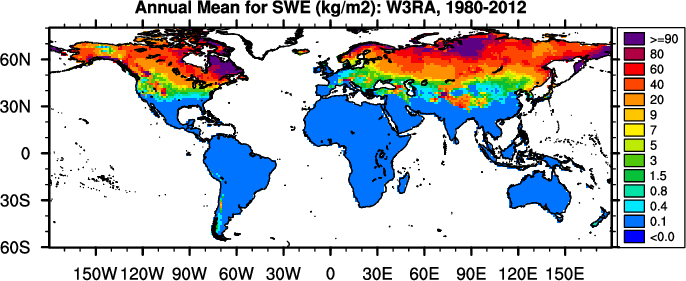 Annual Mean for SWE (kg/m2): W3RA, 1980-2012
60N
30N
0
30S
60S
150W 120W 90W 60W 30W 0 30E 60E 90E 120E 150E
>=90
80
60
40
20
9
7
5
3
1.5
0.8
0.4
0.1
<0.0